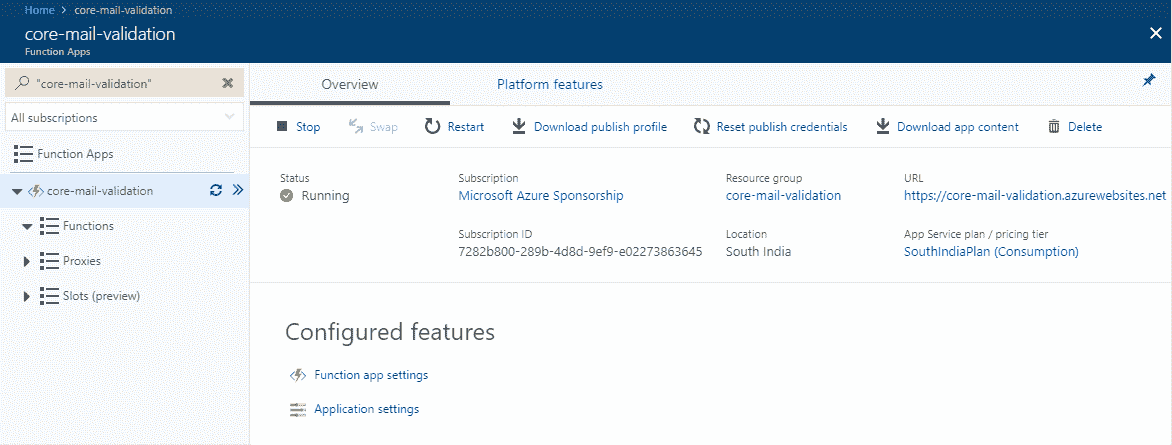 Home > core-mail-validation
core-mail-validation
Function Apps
"core-mail-validation"
All subscriptions
Function Apps
core-mail-validation
Functions
Proxies
Slots (preview)
Overview
Platform features
Stop
Swap
Restart
Download publish profile
Reset publish credentials
Download app content
Delete
Status
Running
Subscription
Microsoft Azure Sponsorship
Resource group
core-mail-validation
URL
https://core-mail-validation.azurewebsites.net
Subscription ID
7282b800-289b-4d8d-9ef9-e02273863645
Location
South India
App Service plan / pricing tier
SouthIndiaPlan (Consumption)
Configured features
Function app settings
Application settings